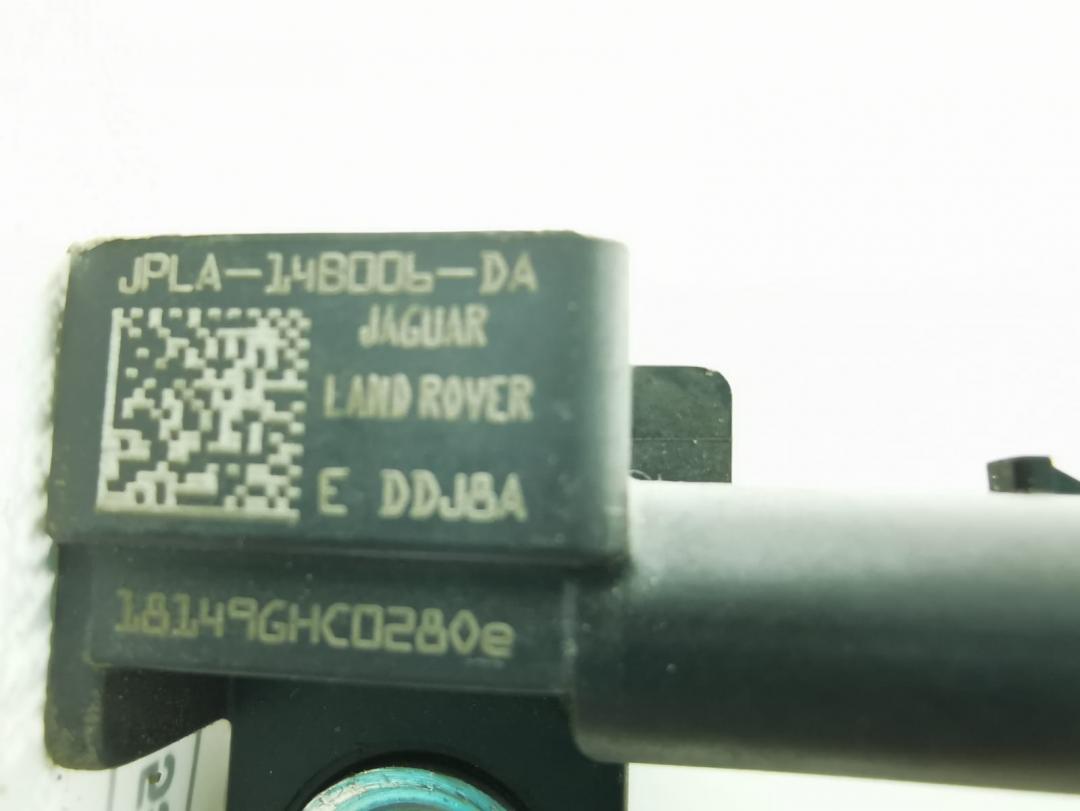 JPLA-14B006-DA
JAGUAR
LAND ROVER
E DDJ8A
18149GHC0280e